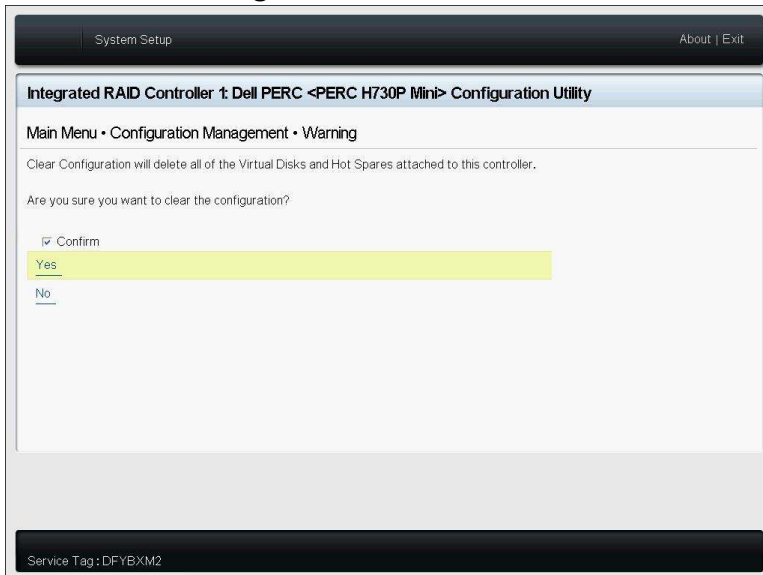 System Setup
About | Exit
Integrated RAID Controller 1: Dell PERC <PERC H730P Mini> Configuration Utility
Main Menu • Configuration Management • Warning
Clear Configuration will delete all of the Virtual Disks and Hot Spares attached to this controller.
Are you sure you want to clear the configuration?
Confirm
Yes
No
Service Tag : DFYBXM2